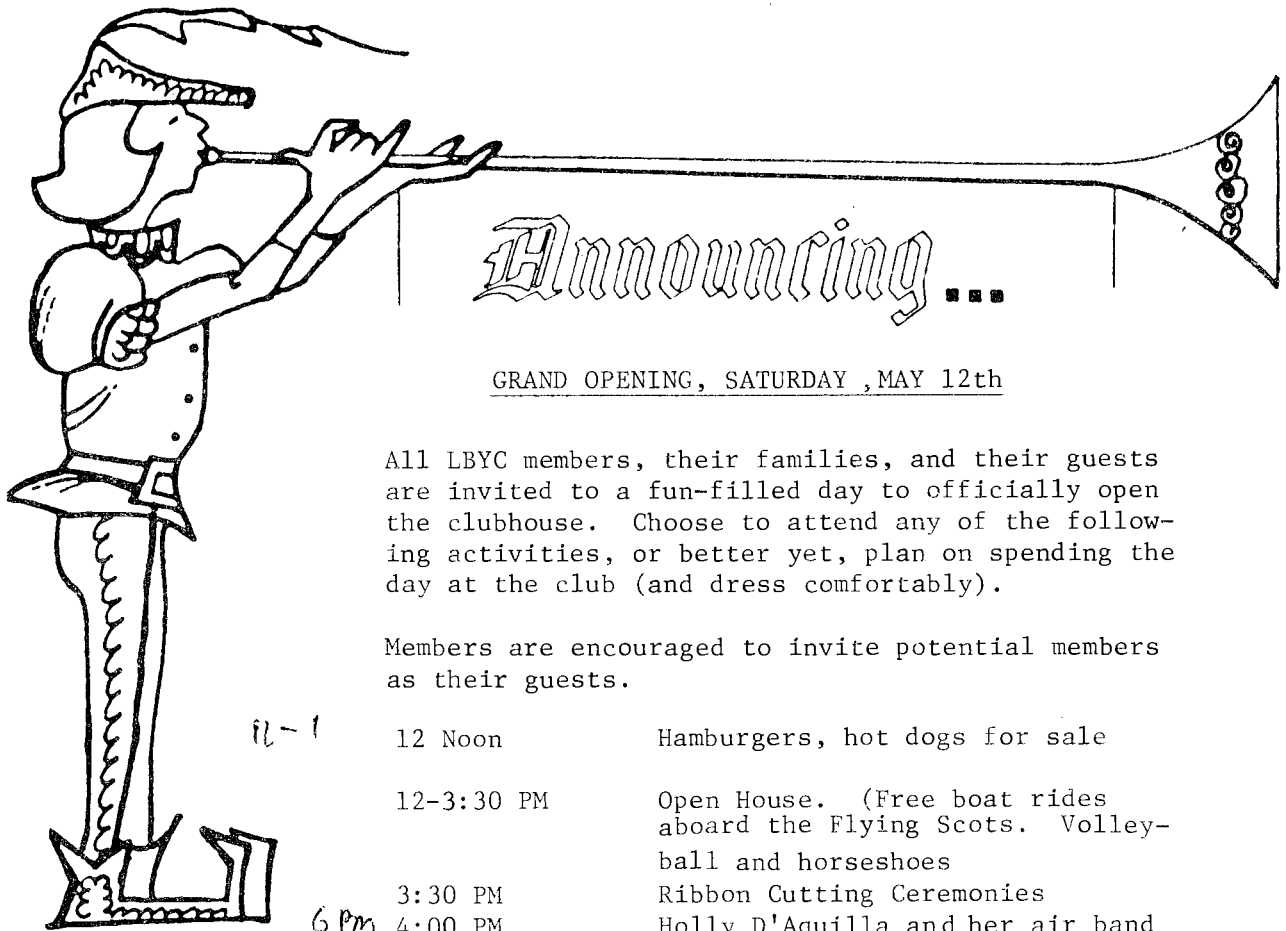 Announcing...
GRAND OPENING, SATURDAY ,MAY 12th
All LBYC members, their families, and their guests
are invited to a fun-filled day to officially open
the clubhouse. Choose to attend any of the follow-
ing activities, or better yet, plan on spending the
day at the club (and dress comfortably).
Members are encouraged to invite potential members
as their guests.
12-1 12 Noon Hamburgers, hot dogs for sale
12-3:30 PM Open House. (Free boat rides
aboard the Flying Scots. Volley-
ball and horseshoes
3:30 PM Ribbon Cutting Ceremonies
6 PM 4:00 PM Holly D'Aquilla and her air band